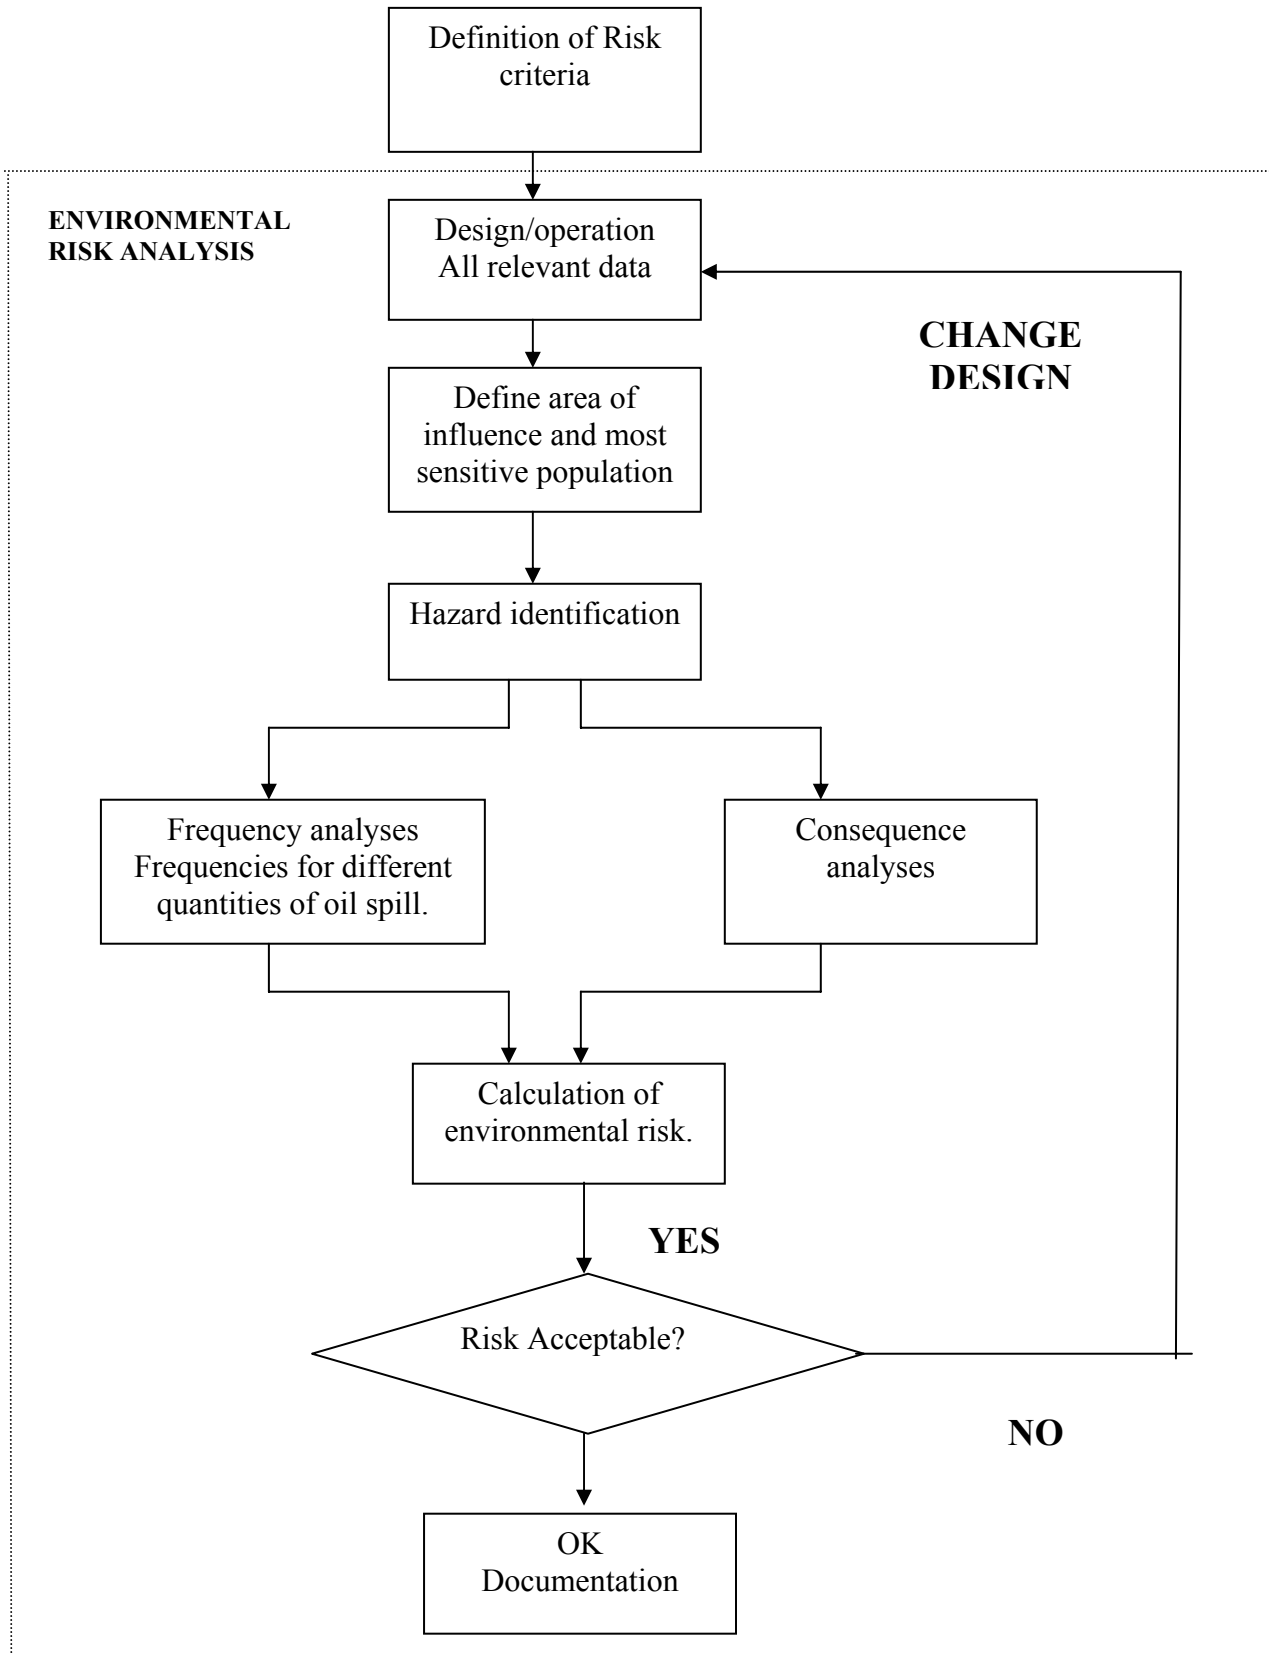 Definition of Risk
criteria
ENVIRONMENTAL
RISK ANALYSIS
Design/operation
All relevant data
CHANGE
DESIGN
Define area of
influence and most
sensitive population
Hazard identification
Frequency analyses
Frequencies for different
quantities of oil spill.
Consequence
analyses
Calculation of
environmental risk.
YES
Risk Acceptable?
NO
OK
Documentation